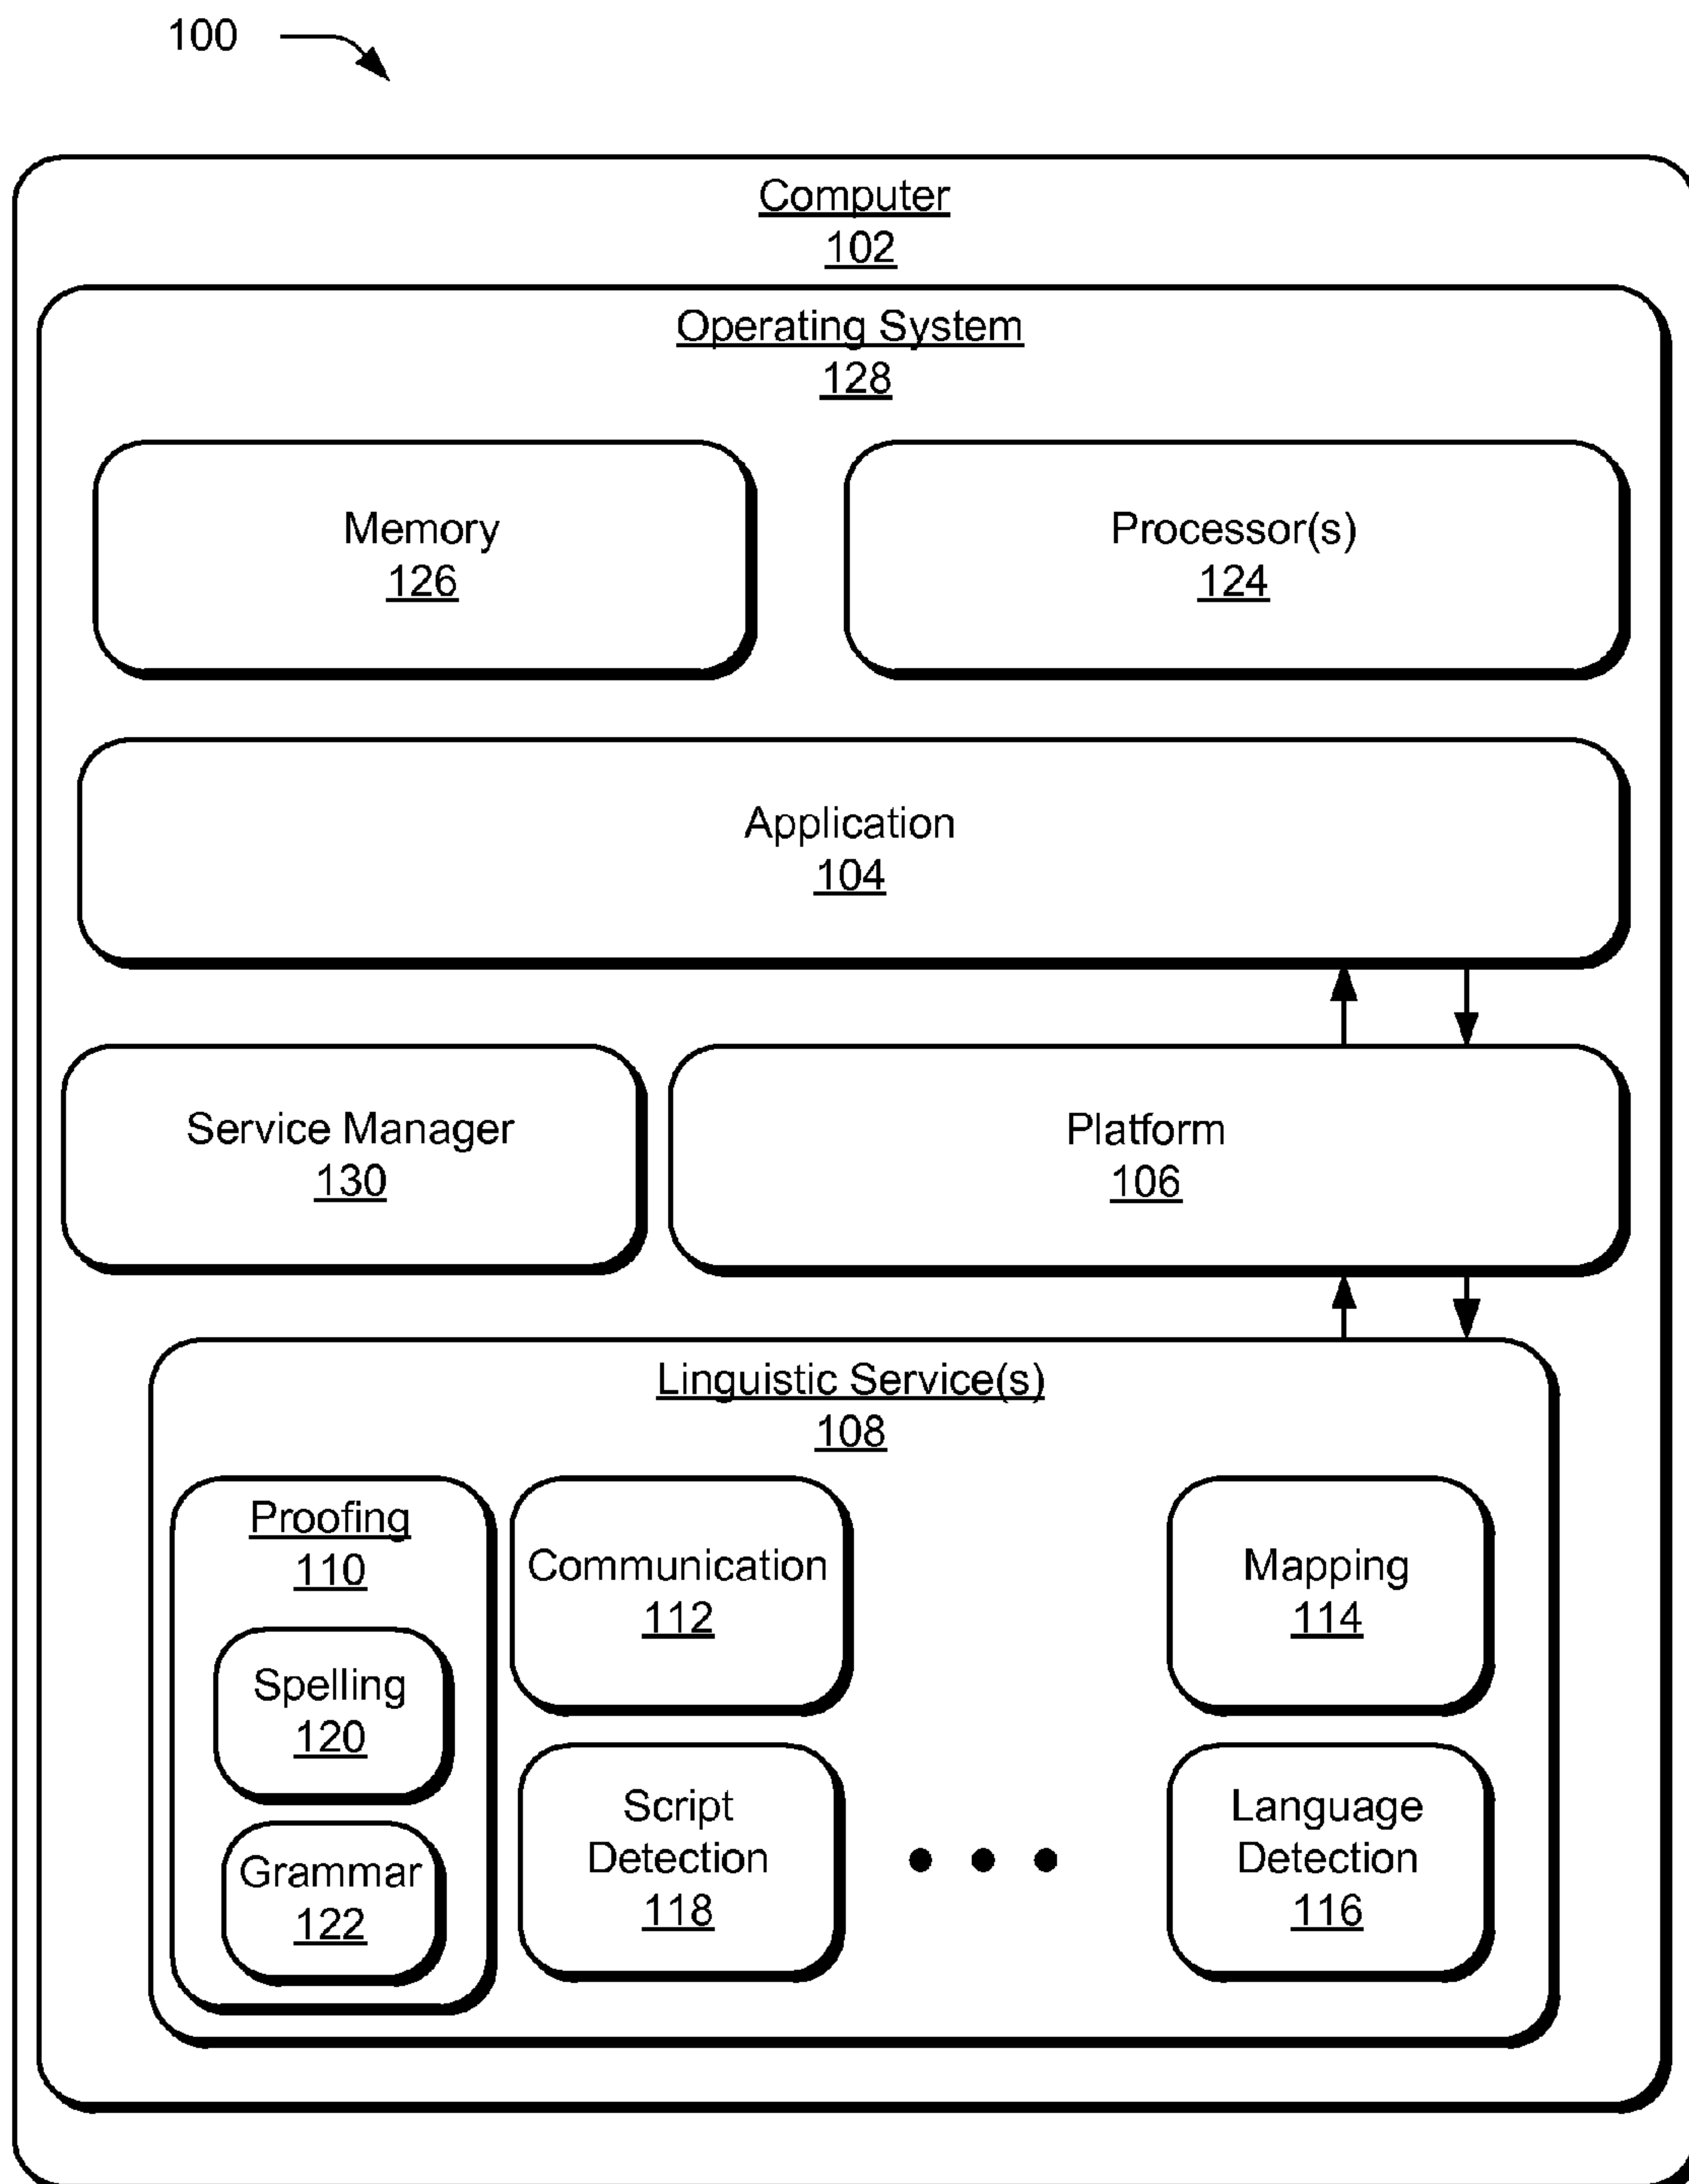 100
Computer
102
Operating System
128
Memory
126
Processor(s)
124
Application
104
Service Manager
130
Platform
106
Linguistic Service(s)
108
Proofing
110
Spelling
120
Grammar
122
Communication
112
Mapping
114
Script
Detection
118
Language
Detection
116